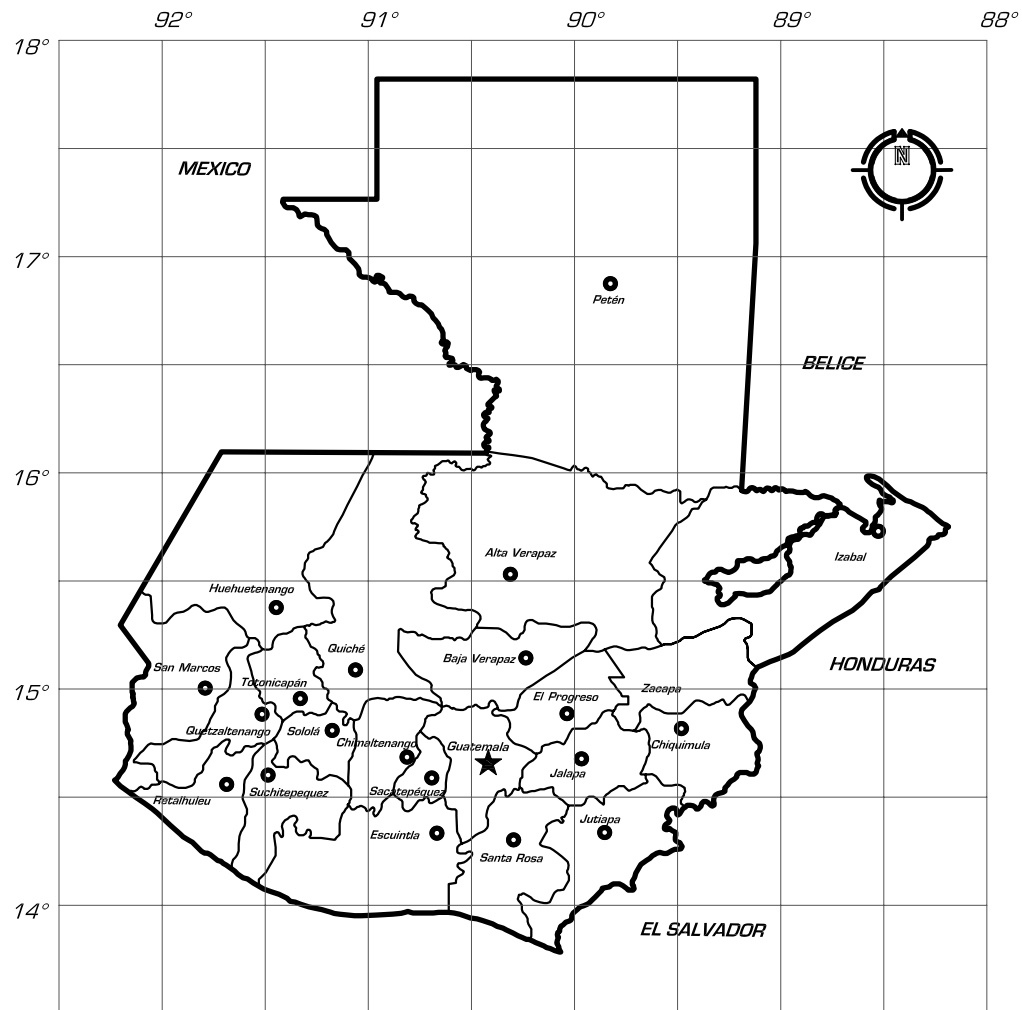 92° 91° 90° 89° 88°
18°
N
MEXICO
17°
Petén
BELICE
16°
Alta Verapaz
Izabal
Huehuetenango
Quiché
Baja Verapaz
HONDURAS
San Marcos
Totonicapán
15°
Zacapa
El Progreso
Quetzaltenango
Sololá
Chimaltenango
Guatemala
Chiquimula
Jalapa
Suchitepequez
Sacatepéquez
Retalhuleu
Jutiapa
Escuintla
Santa Rosa
14°
EL SALVADOR